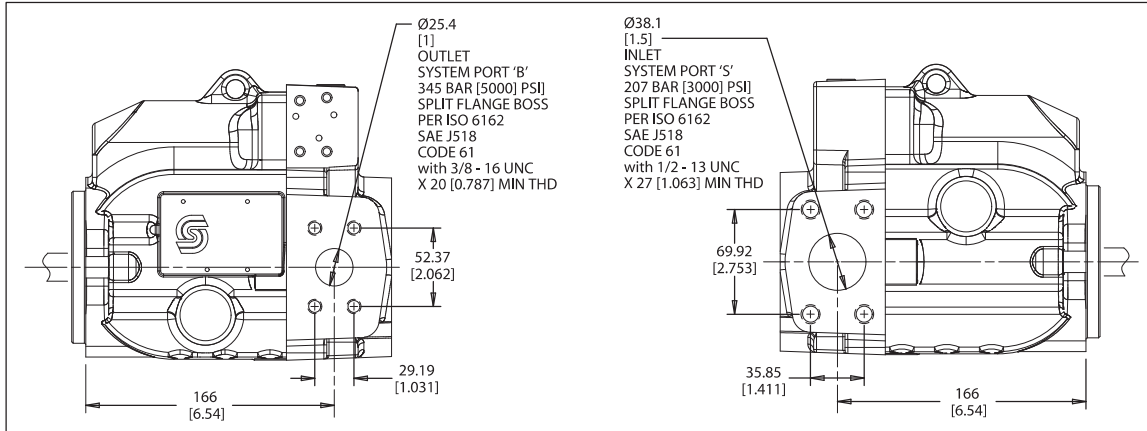 Ø25.4
[1]
OUTLET
SYSTEM PORT 'B'
345 BAR [5000] PSI]
SPLIT FLANGE BOSS
PER ISO 6162
SAE J518
CODE 61
with 3/8 - 16 UNC
X 20 [0.787] MIN THD
52.37
[2.062]
29.19
[1.031]
166
[6.54]
Ø38.1
[1.5]
INLET
SYSTEM PORT 'S'
207 BAR [3000] PSI]
SPLIT FLANGE BOSS
PER ISO 6162
SAE J518
CODE 61
with 1/2 - 13 UNC
X 27 [1.063] MIN THD
69.92
[2.753]
35.85
[1.411]
166
[6.54]